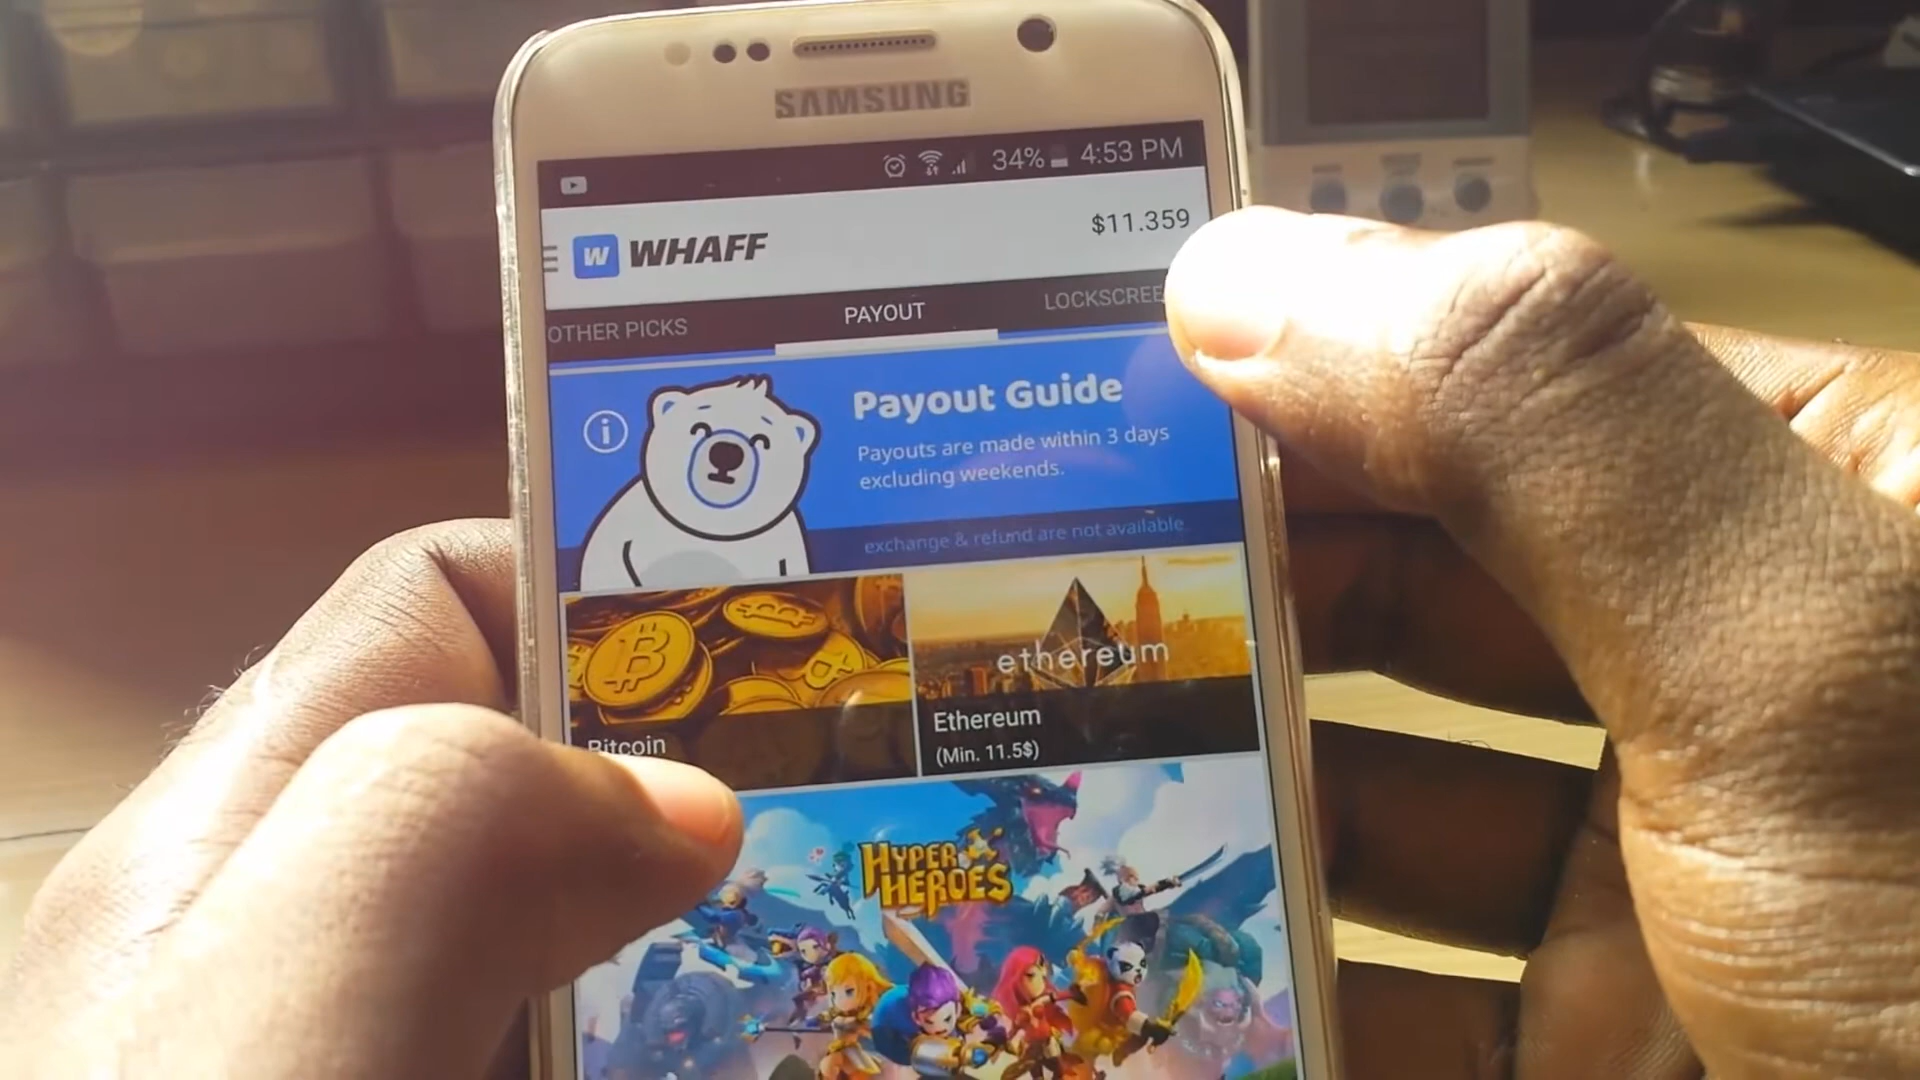 SAMSUNG
34% 4:53 PM
W WHAFF
$11.359
OTHER PICKS
PAYOUT
LOCKSCREE
Payout Guide
Payouts are made within 3 days
excluding weekends.
exchange & refund are not available
ethereum
Bitcoin
Ethereum
(Min. 11.5$)
HYPER
HEROES